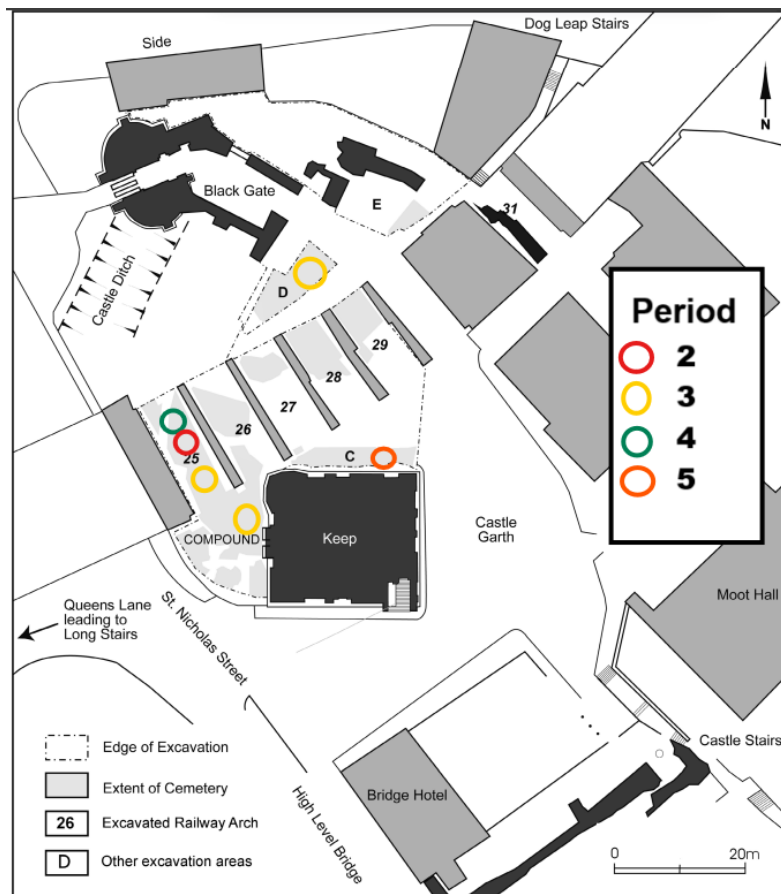 Dog Leap Stairs
Side
N
Black Gate
E
31
Castle Ditch
D
Period
2
3
4
5
29
28
27
26
25
C
COMPOUND
Keep
Castle
Garth
Moot Hall
Queens Lane
leading to
Long Stairs
St. Nicholas Street
Castle Stairs
Edge of Excavation
Extent of Cemetery
26 Excavated Railway Arch
D Other excavation areas
High Level Bridge
Bridge Hotel
0 20m